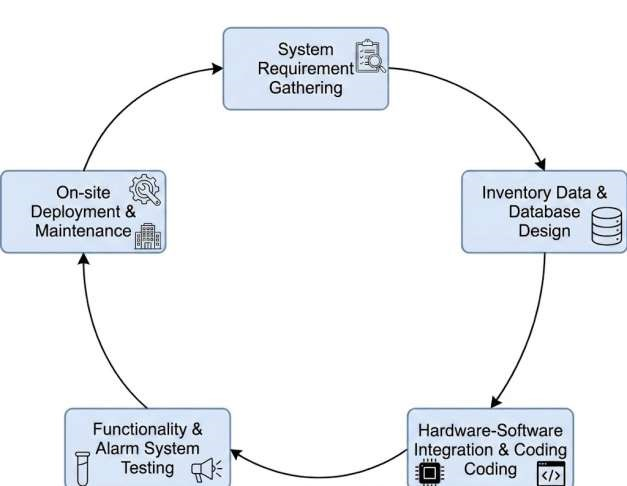 System
Requirement
Gathering
Inventory Data &
Database
Design
Hardware-Software
Integration & Coding
Coding
Functionality &
Alarm System
Testing
On-site
Deployment &
Maintenance